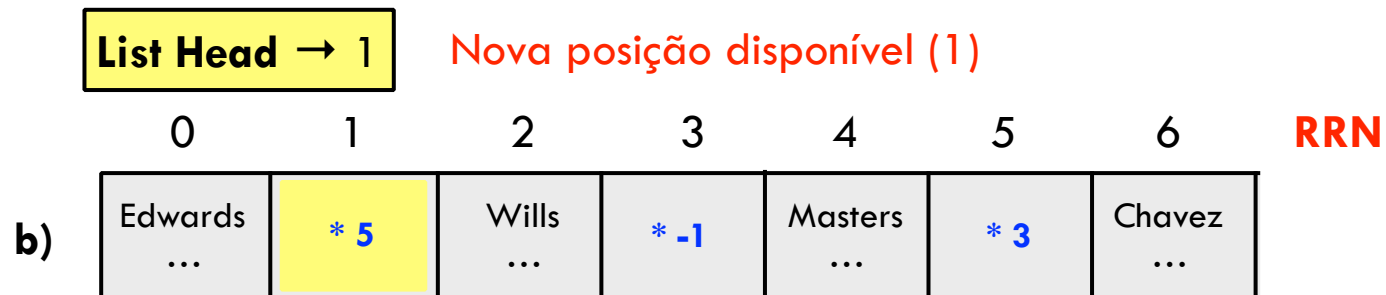 List Head → 1 Nova posição disponível (1)
0 1 2 3 4 5 6 RRN
b) Edwards * 5 Wills * -1 Masters * 3 Chavez
... ... ... ...